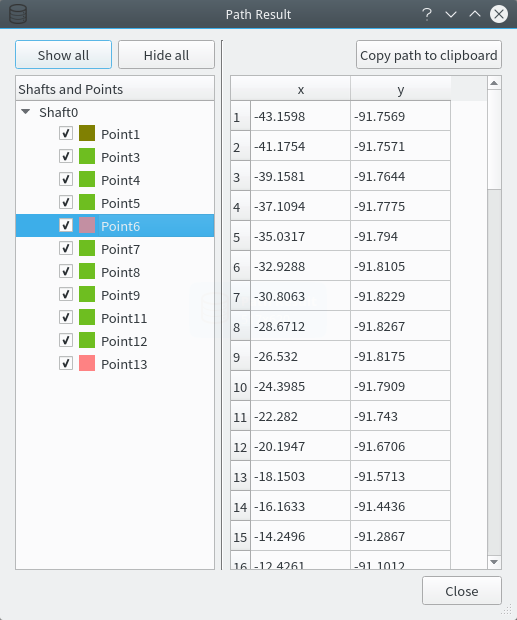 Path Result
Show all Hide all Copy path to clipboard
Shafts and Points
Shaft0
Point1
Point3
Point4
Point5
Point6
Point7
Point8
Point9
Point11
Point12
Point13
x y
1 -43.1598 -91.7569
2 -41.1754 -91.7571
3 -39.1581 -91.7644
4 -37.1094 -91.7775
5 -35.0317 -91.794
6 -32.9288 -91.8105
7 -30.8063 -91.8229
8 -28.6712 -91.8267
9 -26.532 -91.8175
10 -24.3985 -91.7909
11 -22.282 -91.743
12 -20.1947 -91.6706
13 -18.1503 -91.5713
14 -16.1633 -91.4436
15 -14.2496 -91.2867
16 -12.4261 -91.1012
Close